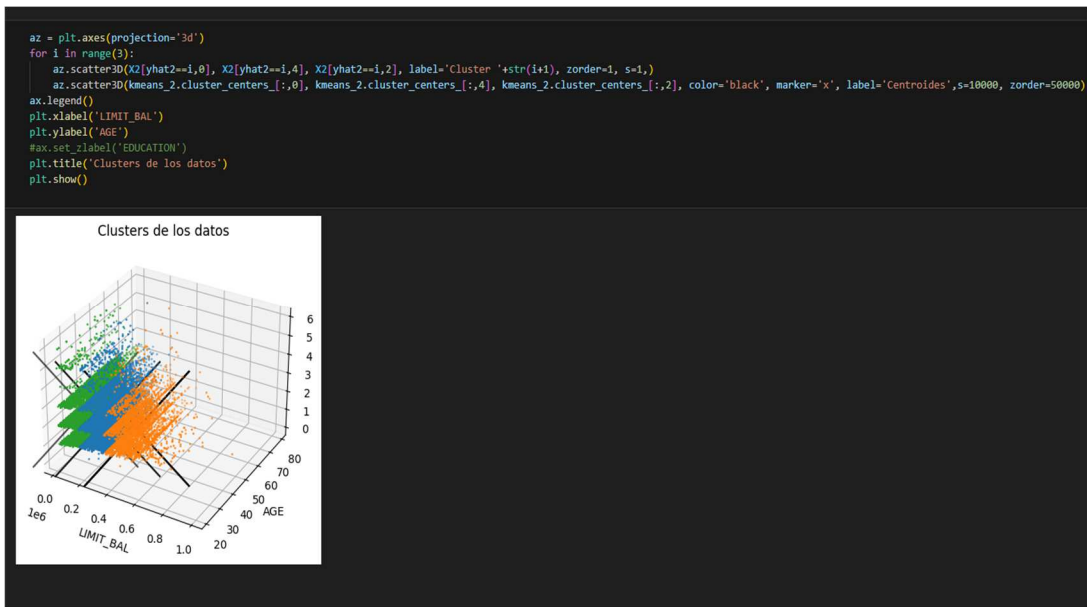 az = plt.axes(projection='3d')
for i in range(3):
    az.scatter3D(X2[yhat2==i,0], X2[yhat2==i,4], X2[yhat2==i,2], label='Cluster '+str(i+1), zorder=1, s=1,)
    az.scatter3D(kmeans_2.cluster_centers_[:,0], kmeans_2.cluster_centers_[:,4], kmeans_2.cluster_centers_[:,2], color='black', marker='x', label='Centroides',s=10000, zorder=50000)
ax.legend()
plt.xlabel('LIMIT_BAL')
plt.ylabel('AGE')
#ax.set_zlabel('EDUCATION')
plt.title('Clusters de los datos')
plt.show()
Clusters de los datos
6
5
4
3
2
1
0
80
70
60
50
40
30
20
AGE
0.0
0.2
0.4
0.6
0.8
1.0
1e6
LIMIT_BAL